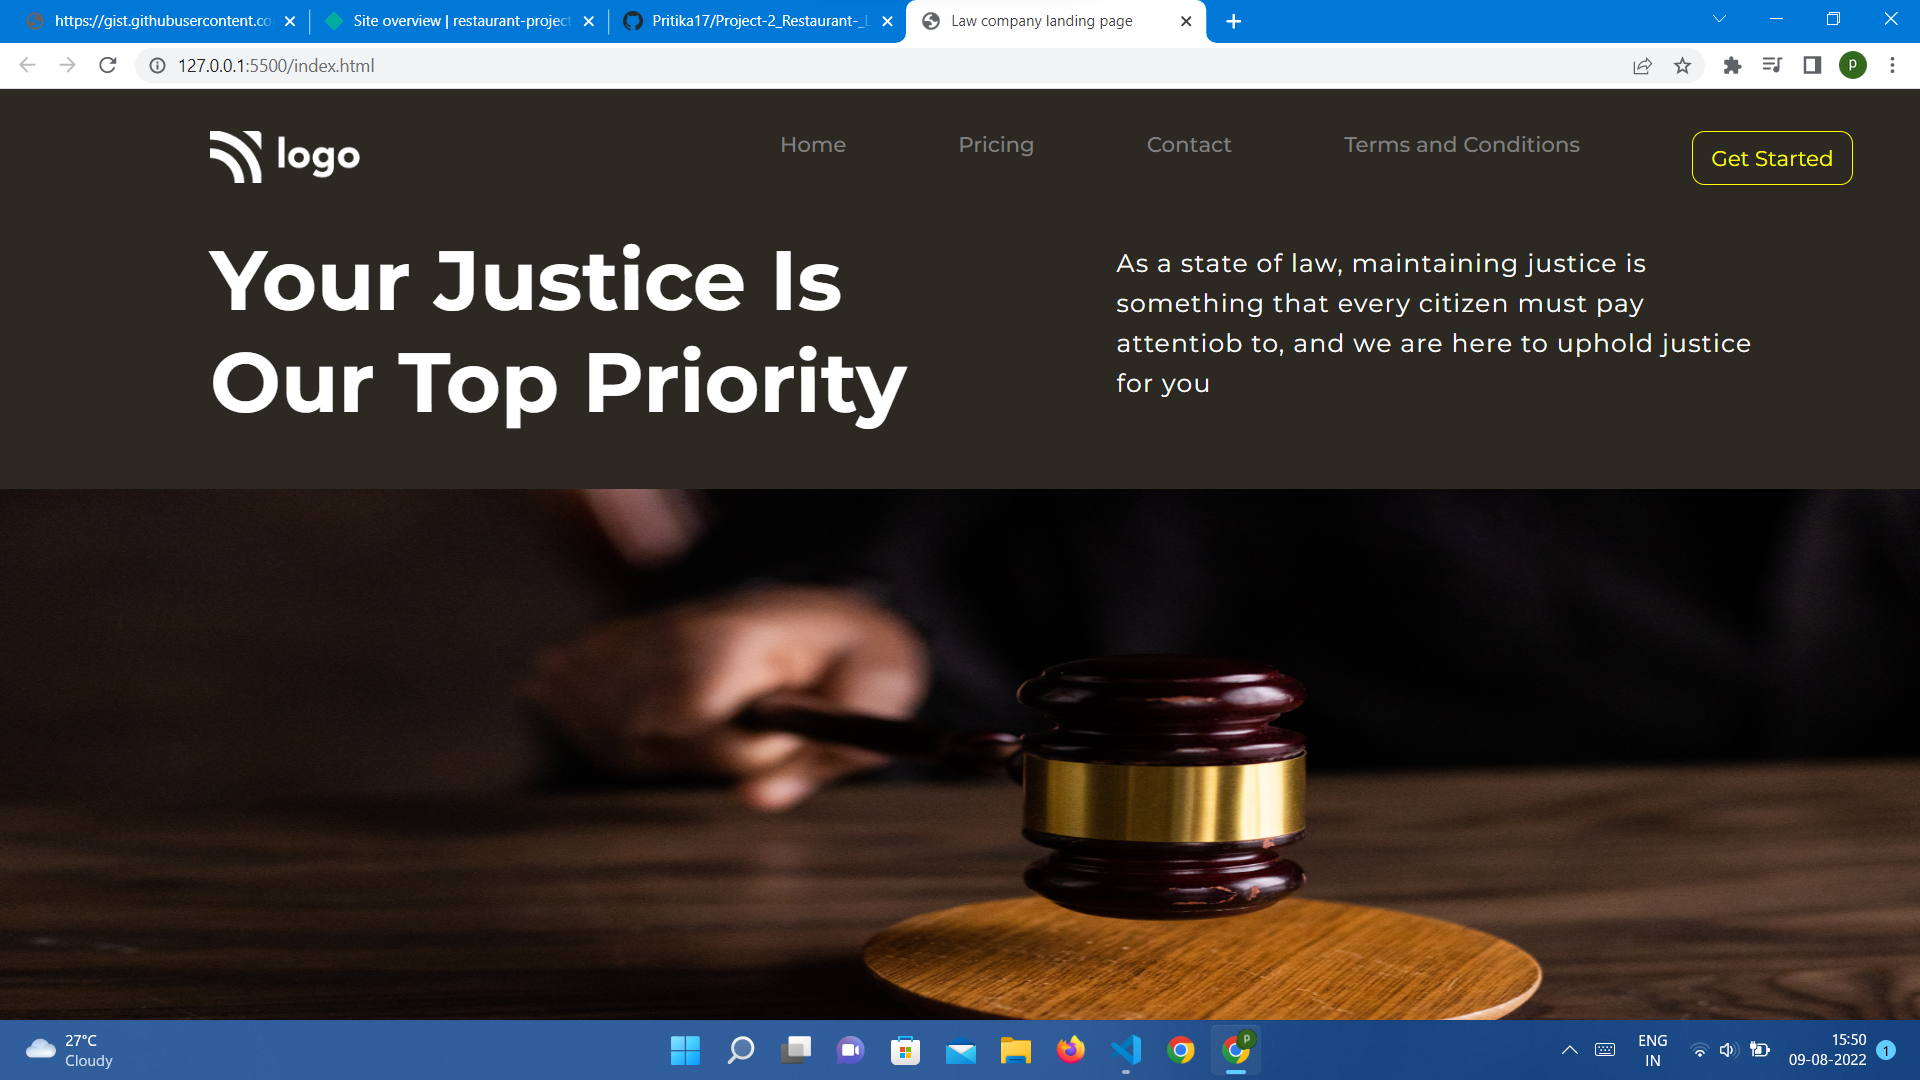 https://gist.githubusercontent.co
Site overview | restaurant-project
Pritika17/Project-2_Restaurant-_L
Law company landing page
127.0.0.1:5500/index.html
P
logo
Home
Pricing
Contact
Terms and Conditions
Get Started
Your Justice Is
Our Top Priority
As a state of law, maintaining justice is
something that every citizen must pay
attentiob to, and we are here to uphold justice
for you
27°C
Cloudy
P
ENG
IN
15:50
09-08-2022
1